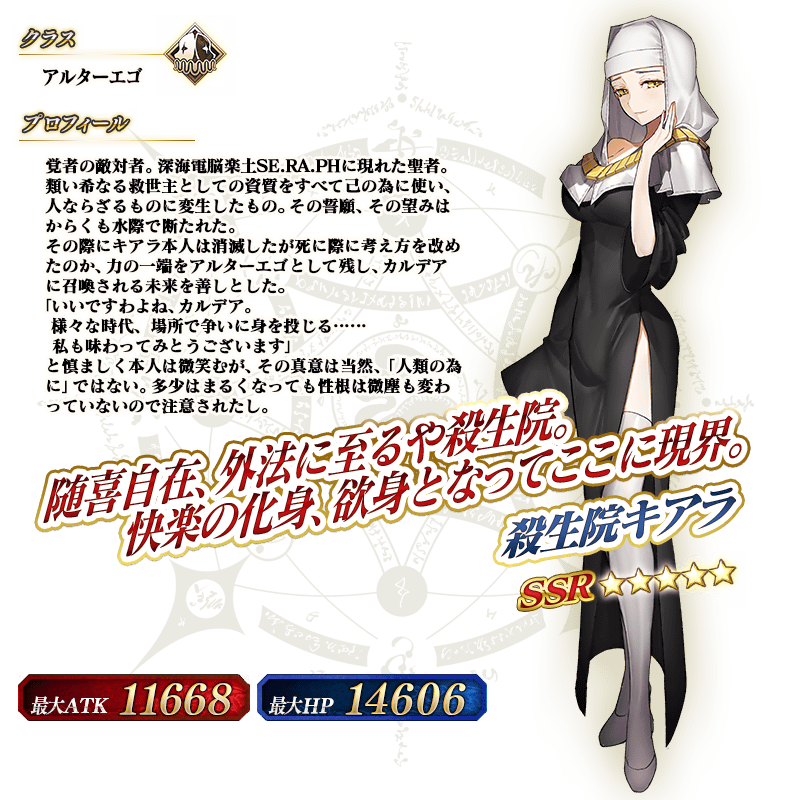 クラス
アルターエゴ
プロフィール
覚者の敵対者。深海電脳楽土SE.RA.PHに現れた聖者。
類い希なる救世主としての資質をすべて己の為に使い、
人ならざるものに変生したもの。その誓願、その望みは
からくも水際で断たれた。
その際にキアラ本人は消滅したが死に際に考え方を改め
たのか、力の一端をアルターエゴとして残し、カルデア
に召喚される未来を善しとした。
「いいですわよね、カルデア。
様々な時代、場所で争いに身を投じる……
私も味わってみとうございます」
と慎ましく本人は微笑むが、その真意は当然、「人類の為
に」ではない。多少はまるくなっても性根は微塵も変わ
っていないので注意されたし。
随喜自在、外法に至るや殺生院。
快楽の化身、欲身となってここに現界。
殺生院キアラ
SSR
最大ATK 11668
最大HP 14606